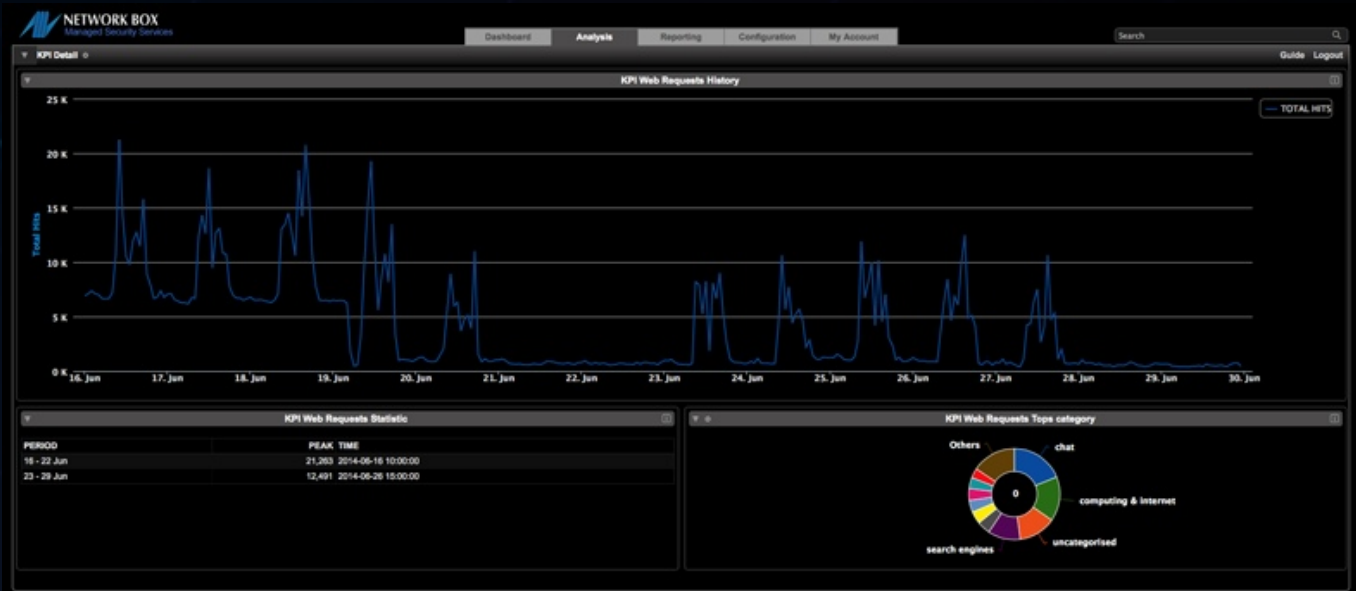 NETWORK BOX
Managed Security Services
Dashboard Analysis Reporting Configuration My Account
Search
KPI Detail
Guide Logout
KPI Web Requests History
TOTAL HITS
Total Hits
25 K
20 K
15 K
10 K
5 K
0 K
16. Jun 17. Jun 18. Jun 19. Jun 20. Jun 21. Jun 22. Jun 23. Jun 24. Jun 25. Jun 26. Jun 27. Jun 28. Jun 29. Jun 30. Jun
KPI Web Requests Statistic
PERIOD PEAK TIME
16 - 22 Jun 21,263 2014-06-16 10:00:00
23 - 29 Jun 12,491 2014-06-26 15:00:00
KPI Web Requests Tops category
Others
chat
0
computing & internet
uncategorised
search engines